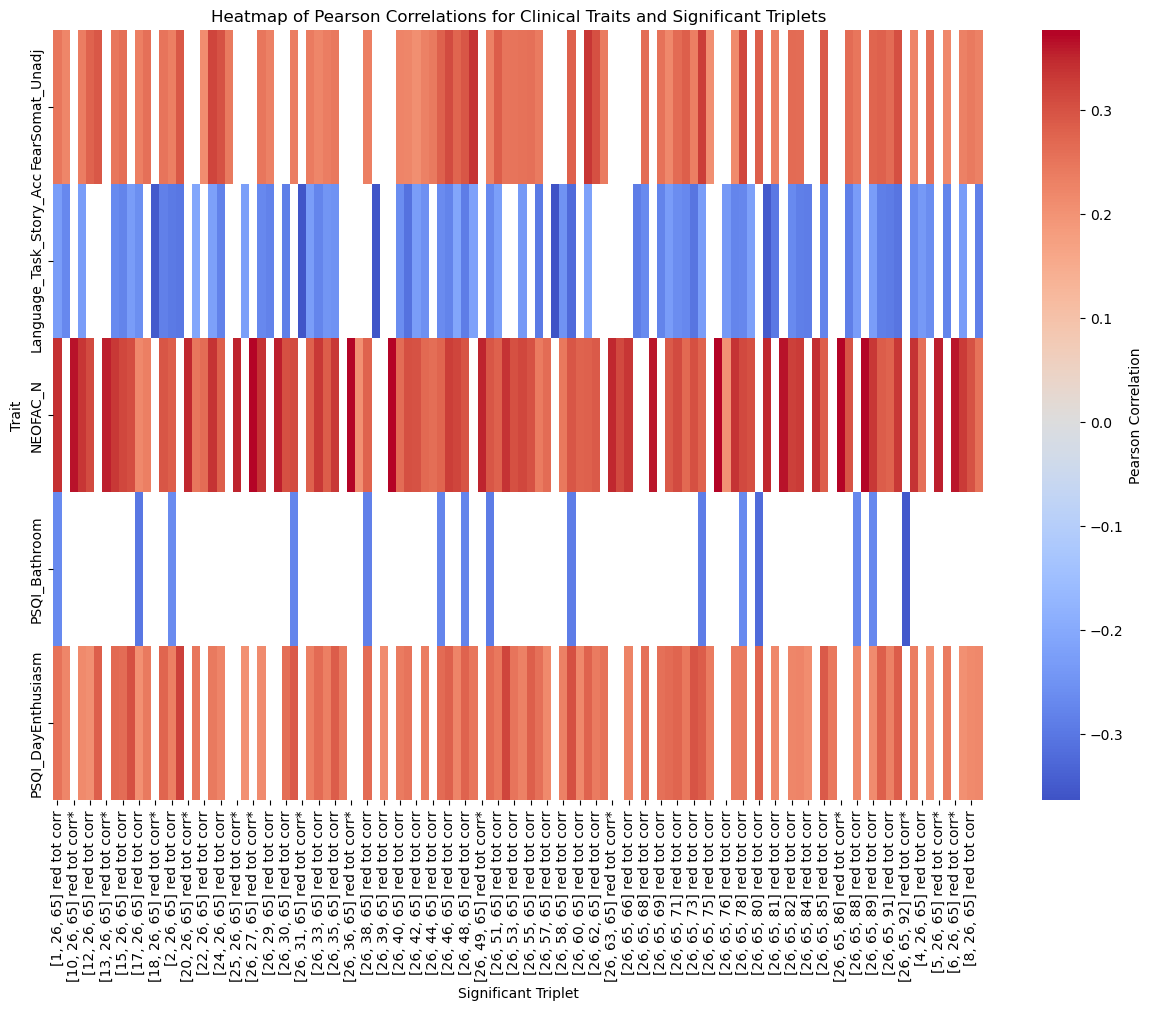 Heatmap of Pearson Correlations for Clinical Traits and Significant Triplets
Trait
FearSomat_Unadj
Language_Task_Story_Acc
NEOFAC_N
PSQI_Bathroom
PSQI_DayEnthusiasm
[1, 26, 65] red tot corr
[10, 26, 65] red tot corr*
[12, 26, 65] red tot corr
[13, 26, 65] red tot corr*
[15, 26, 65] red tot corr
[17, 26, 65] red tot corr
[18, 26, 65] red tot corr*
[2, 26, 65] red tot corr
[20, 26, 65] red tot corr*
[22, 26, 65] red tot corr
[24, 26, 65] red tot corr
[25, 26, 65] red tot corr*
[26, 27, 65] red tot corr*
[26, 29, 65] red tot corr
[26, 30, 65] red tot corr
[26, 31, 65] red tot corr*
[26, 33, 65] red tot corr
[26, 35, 65] red tot corr
[26, 36, 65] red tot corr*
[26, 38, 65] red tot corr
[26, 39, 65] red tot corr
[26, 40, 65] red tot corr
[26, 42, 65] red tot corr
[26, 44, 65] red tot corr
[26, 46, 65] red tot corr
[26, 48, 65] red tot corr
[26, 49, 65] red tot corr*
[26, 51, 65] red tot corr
[26, 53, 65] red tot corr
[26, 55, 65] red tot corr
[26, 57, 65] red tot corr
[26, 58, 65] red tot corr
[26, 60, 65] red tot corr
[26, 62, 65] red tot corr
[26, 63, 65] red tot corr*
[26, 65, 66] red tot corr
[26, 65, 68] red tot corr
[26, 65, 69] red tot corr
[26, 65, 71] red tot corr
[26, 65, 73] red tot corr
[26, 65, 75] red tot corr
[26, 65, 76] red tot corr
[26, 65, 78] red tot corr
[26, 65, 80] red tot corr
[26, 65, 81] red tot corr
[26, 65, 82] red tot corr
[26, 65, 84] red tot corr
[26, 65, 85] red tot corr
[26, 65, 86] red tot corr*
[26, 65, 88] red tot corr
[26, 65, 89] red tot corr
[26, 65, 91] red tot corr
[26, 65, 92] red tot corr*
[4, 26, 65] red tot corr
[5, 26, 65] red tot corr*
[6, 26, 65] red tot corr*
[8, 26, 65] red tot corr
Significant Triplet
0.3
0.2
0.1
0.0
−0.1
−0.2
−0.3
Pearson Correlation